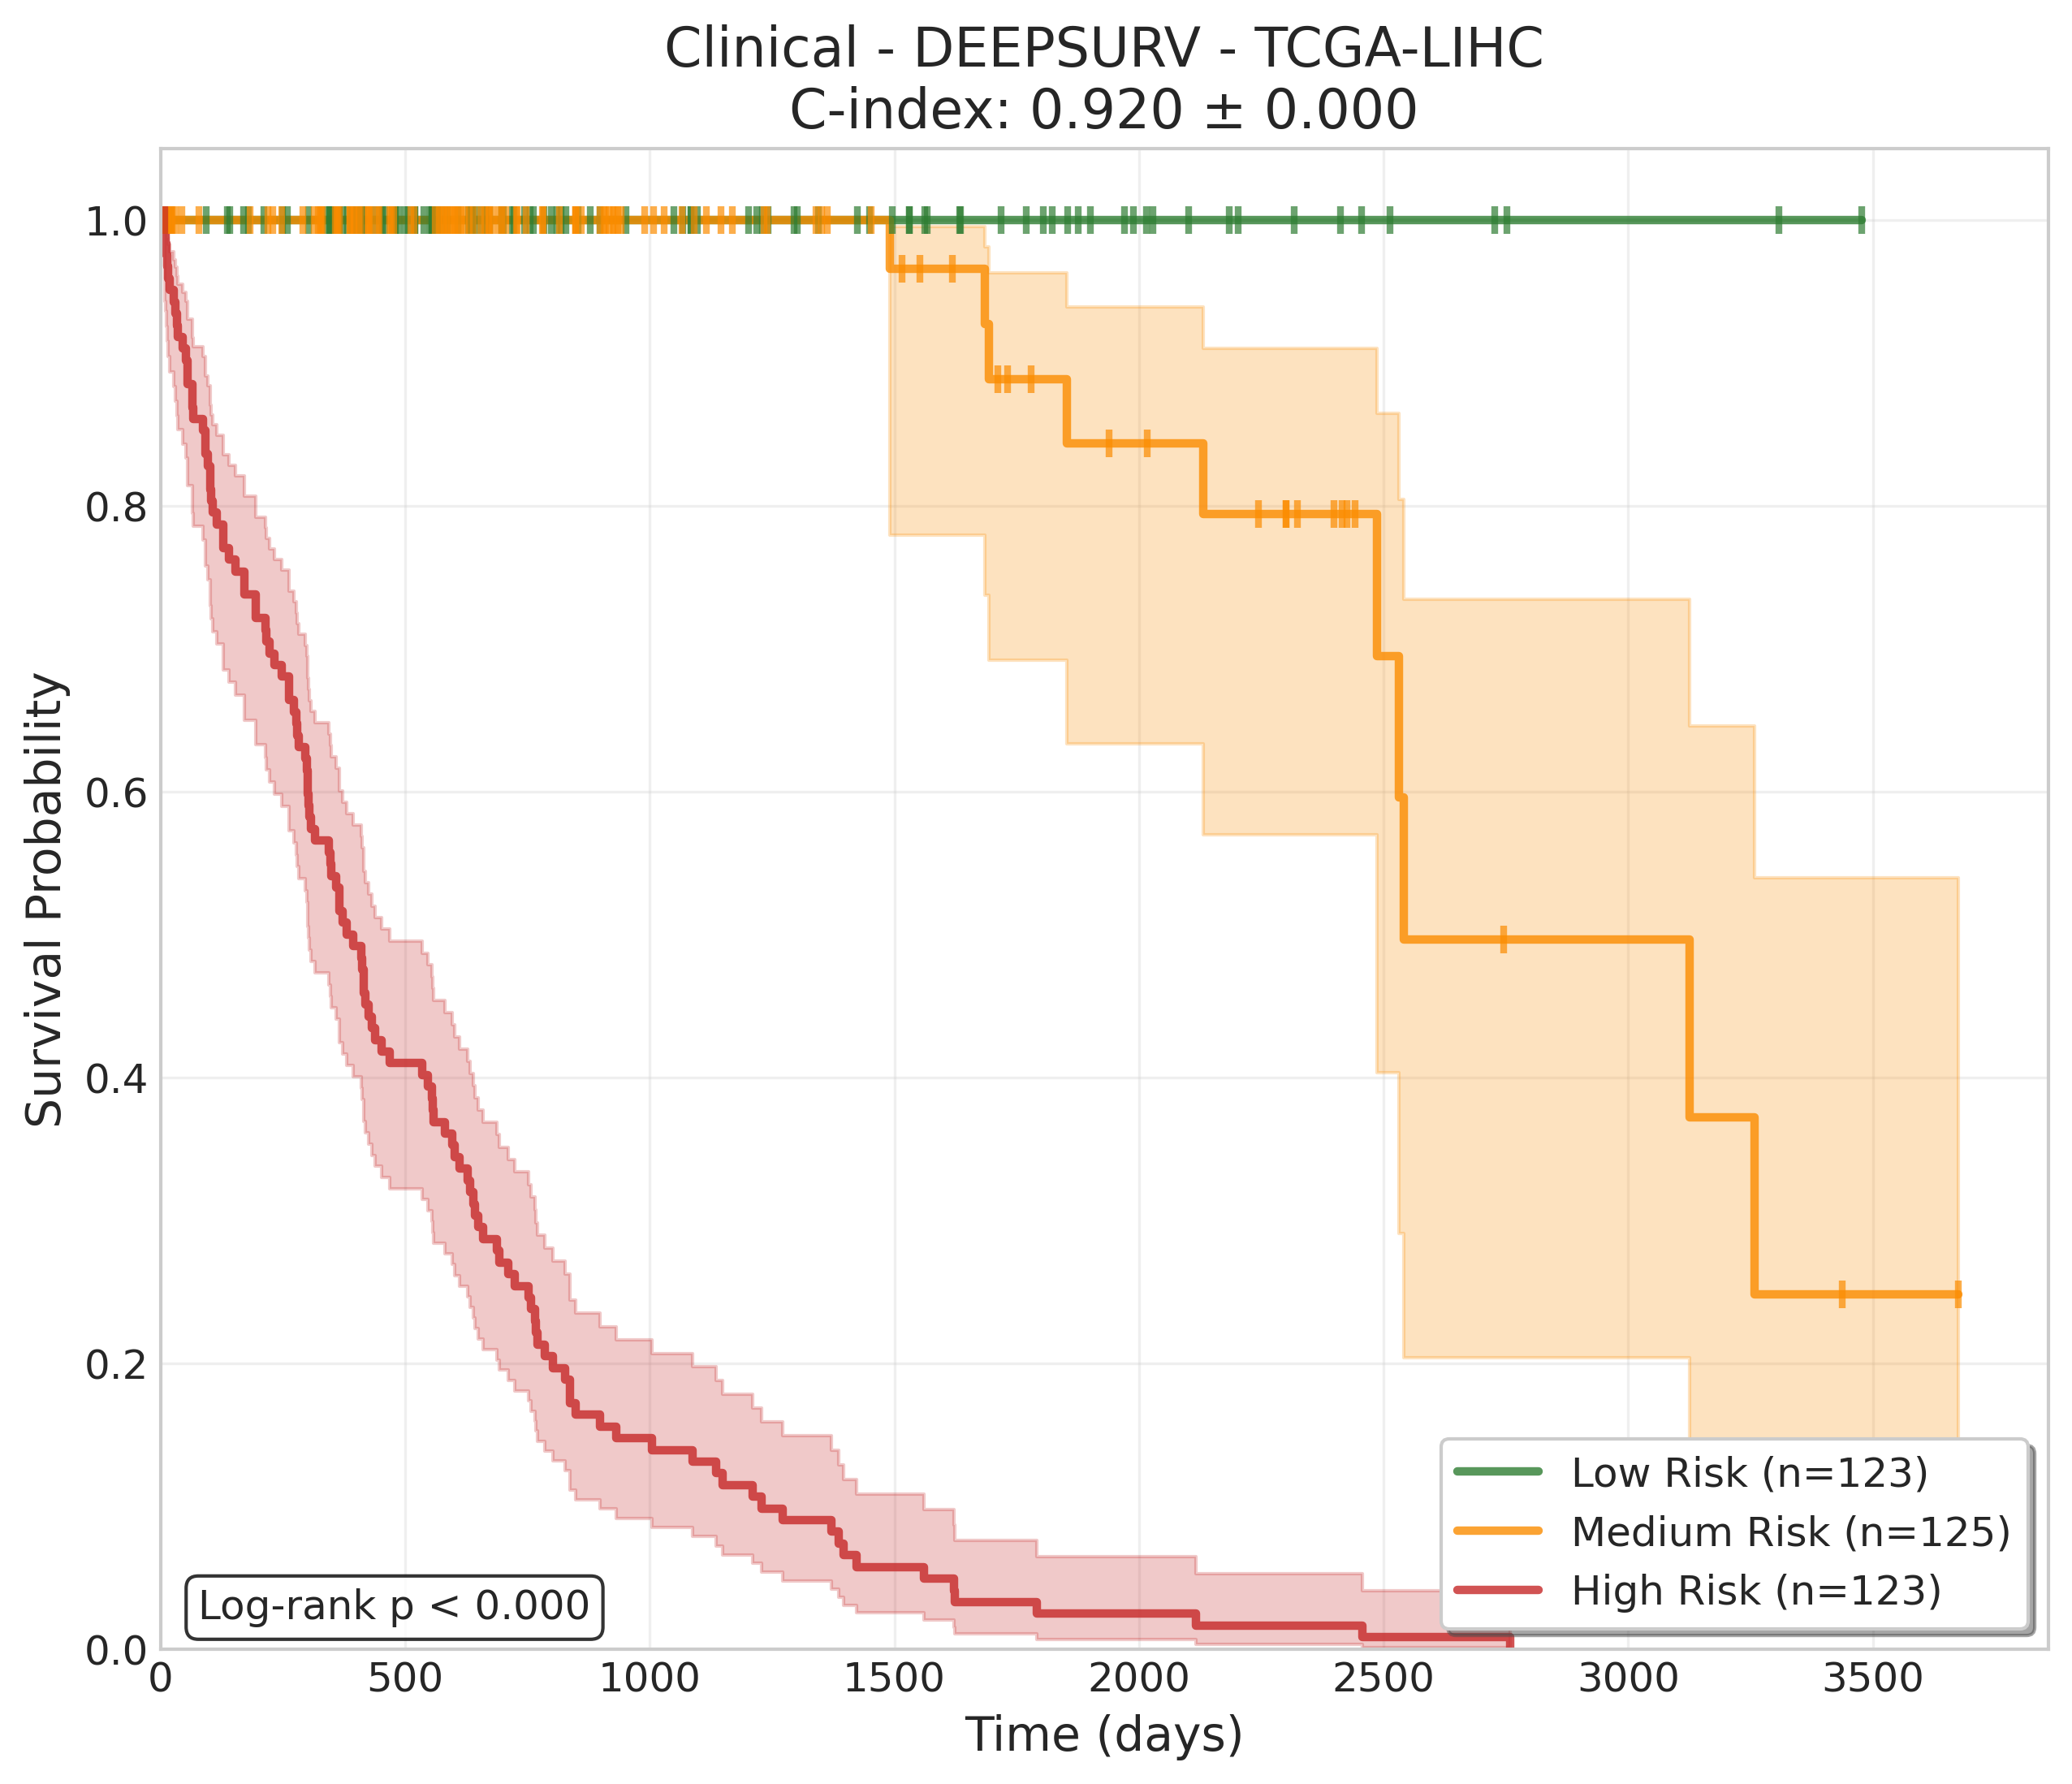 Clinical - DEEPSURV - TCGA-LIHC
C-index: 0.920 ± 0.000
Survival Probability
1.0
0.8
0.6
0.4
0.2
0.0
Log-rank p < 0.000
Low Risk (n=123)
Medium Risk (n=125)
High Risk (n=123)
0 500 1000 1500 2000 2500 3000 3500
Time (days)